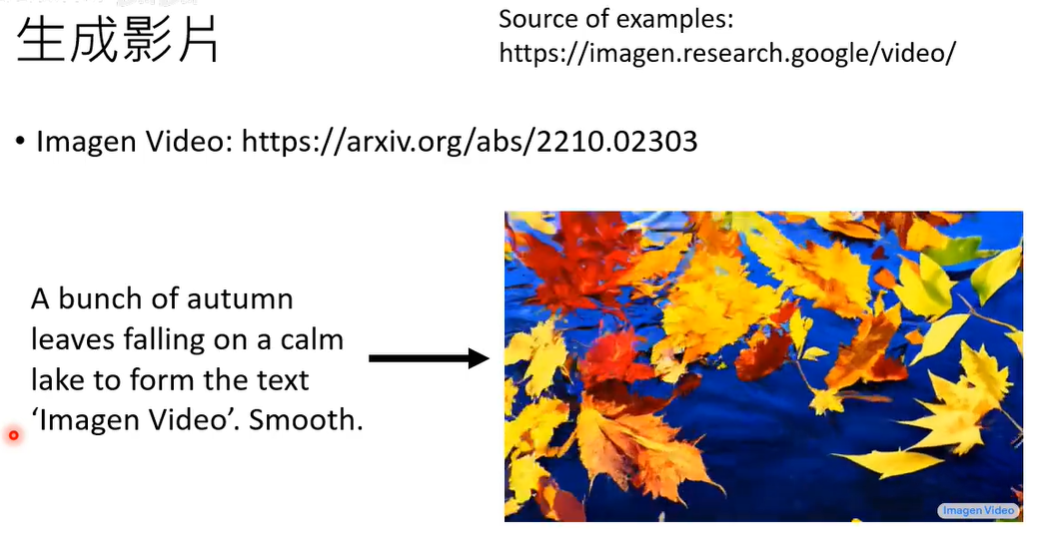 生成影片
Source of examples:
https://imagen.research.google/video/
• Imagen Video: https://arxiv.org/abs/2210.02303
A bunch of autumn
leaves falling on a calm
lake to form the text
‘Imagen Video’. Smooth.
Imagen Video